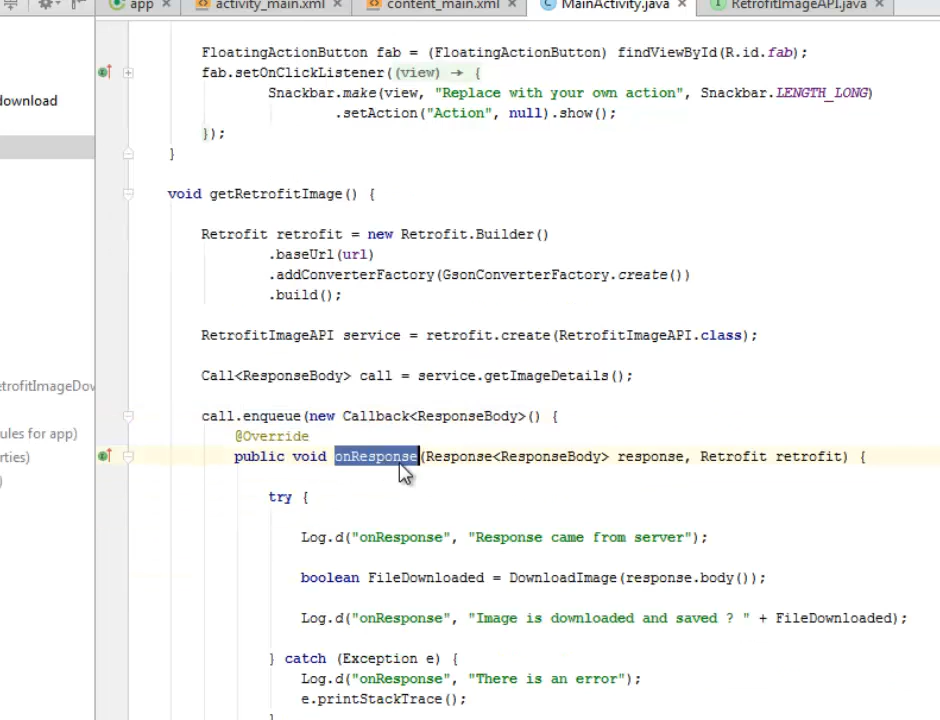 app activity_main.xml content_main.xml MainActivity.java RetrofitImageAPI.java
FloatingActionButton fab = (FloatingActionButton) findViewById(R.id.fab);
fab.setOnClickListener((view) → {
Snackbar.make(view, "Replace with your own action", Snackbar.LENGTH_LONG)
.setAction("Action", null).show();
});
}
void getRetrofitImage() {
Retrofit retrofit = new Retrofit.Builder()
.baseUrl(url)
.addConverterFactory(GsonConverterFactory.create())
.build();
RetrofitImageAPI service = retrofit.create(RetrofitImageAPI.class);
Call<ResponseBody> call = service.getImageDetails();
call.enqueue(new Callback<ResponseBody>() {
@Override
public void onResponse(Response<ResponseBody> response, Retrofit retrofit) {
try {
Log.d("onResponse", "Response came from server");
boolean FileDownloaded = DownloadImage(response.body());
Log.d("onResponse", "Image is downloaded and saved ? " + FileDownloaded);
} catch (Exception e) {
Log.d("onResponse", "There is an error");
e.printStackTrace();
download
etrofitImageDow
ules for app)
rties)
)